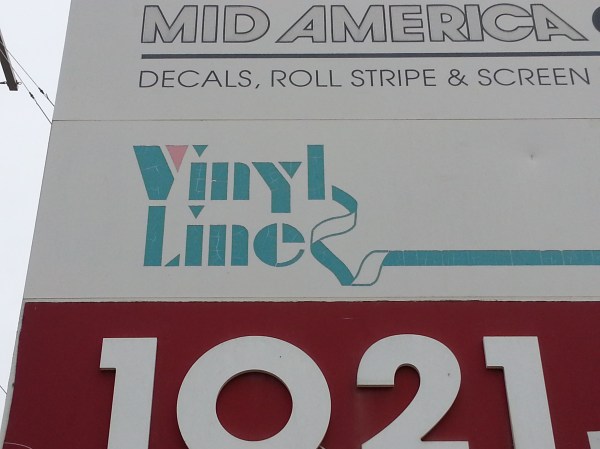 MID AMERICA
DECALS, ROLL STRIPE & SCREEN
Vinyl
Line
1021